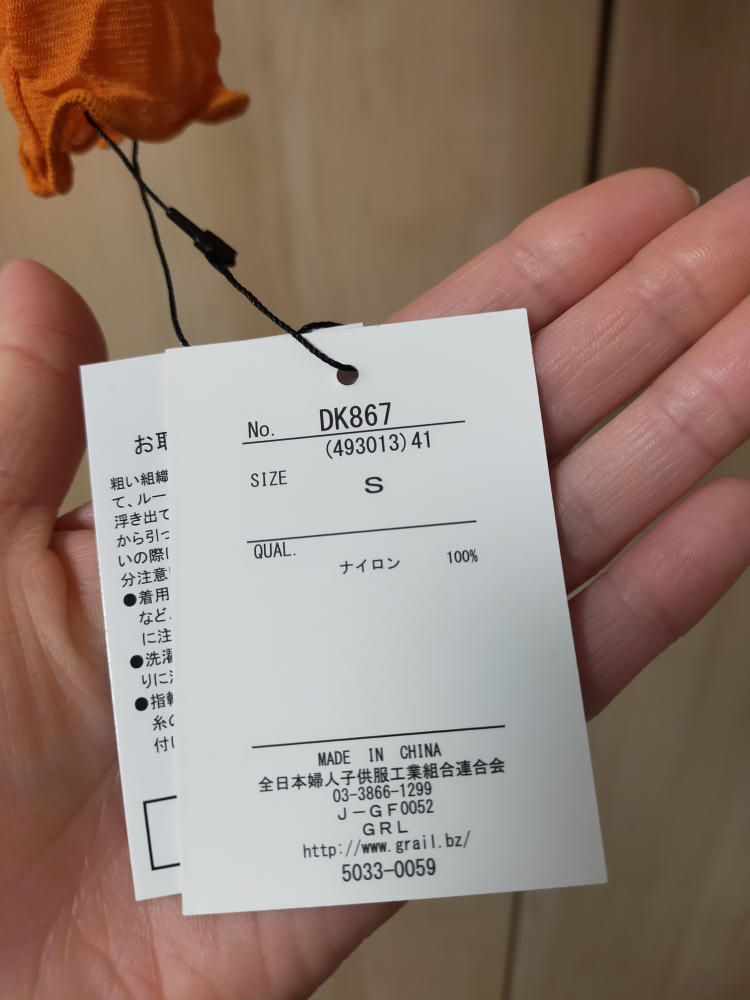 No. DK867
(493013)41
SIZE S
QUAL.
ナイロン 100%
MADE IN CHINA
全日本婦人子供服工業組合連合会
03-3866-1299
J-GF0052
GRL
http://www.grail.bz/
5033-0059
お取
粗い組織
て、ルー
浮き出て
から引っ
いの際
分注意
●着用
など、
に注
●洗濯
りに
●指輪
糸の
付